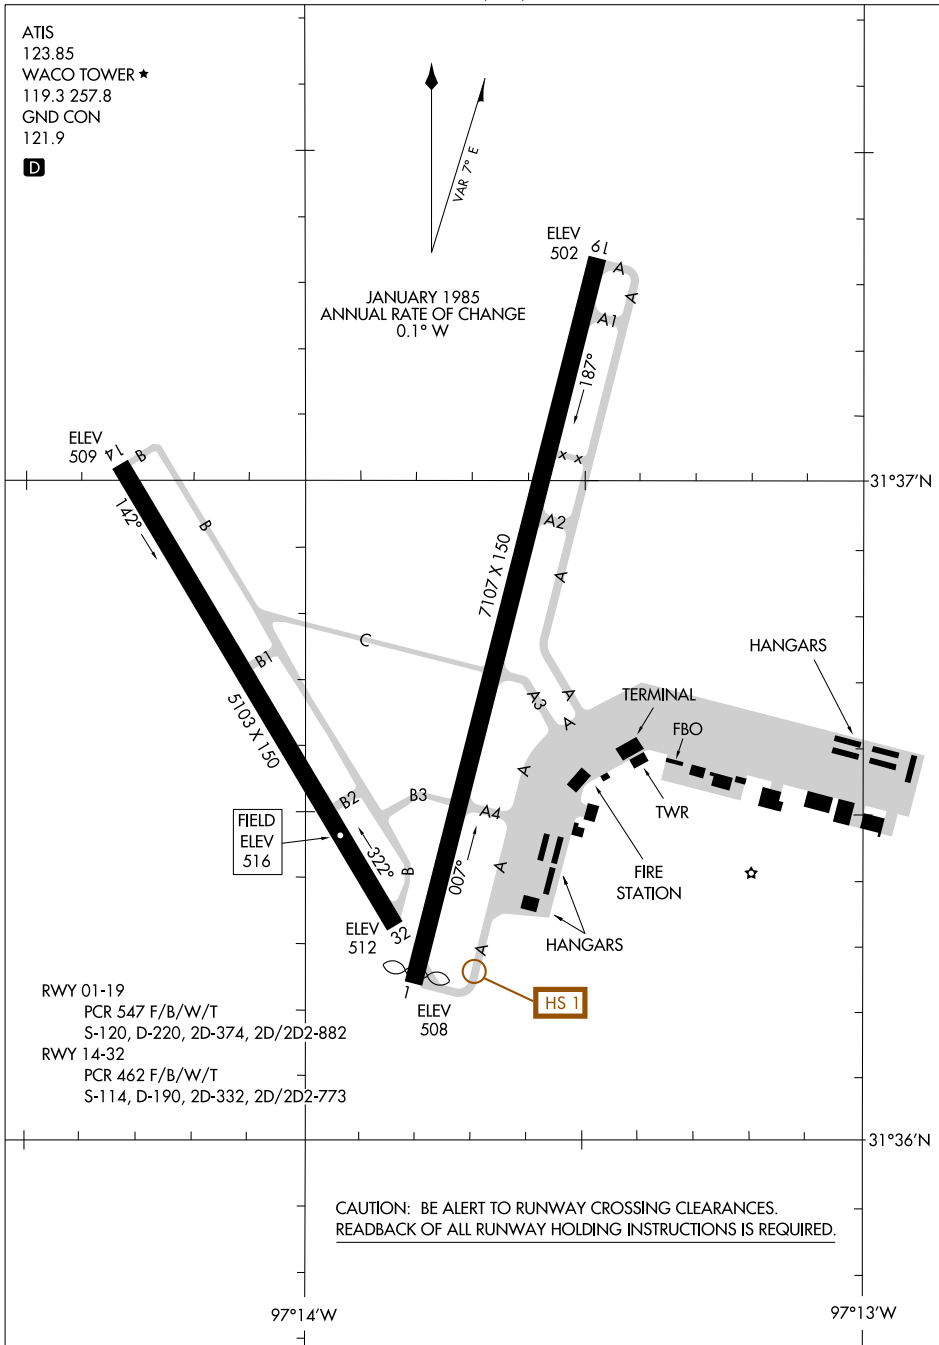 ATIS
123.85
WACO TOWER ★
119.3 257.8
GND CON
121.9
D
VAR 7° E
JANUARY 1985
ANNUAL RATE OF CHANGE
0.1° W
ELEV
502
19
A
A
A1
187°
x x
A2
A
7107 X 150
ELEV
509
14
B
142°
B
31°37'N
C
B1
5103 X 150
A3
A
A
HANGARS
TERMINAL
FBO
TWR
A
B2
B3
A4
FIELD
ELEV
516
322°
B
007°
A
FIRE
STATION
ELEV
512
32
HANGARS
A
HS 1
1
ELEV
508
RWY 01-19
PCR 547 F/B/W/T
S-120, D-220, 2D-374, 2D/2D2-882
RWY 14-32
PCR 462 F/B/W/T
S-114, D-190, 2D-332, 2D/2D2-773
31°36'N
CAUTION: BE ALERT TO RUNWAY CROSSING CLEARANCES.
READBACK OF ALL RUNWAY HOLDING INSTRUCTIONS IS REQUIRED.
97°14'W
97°13'W